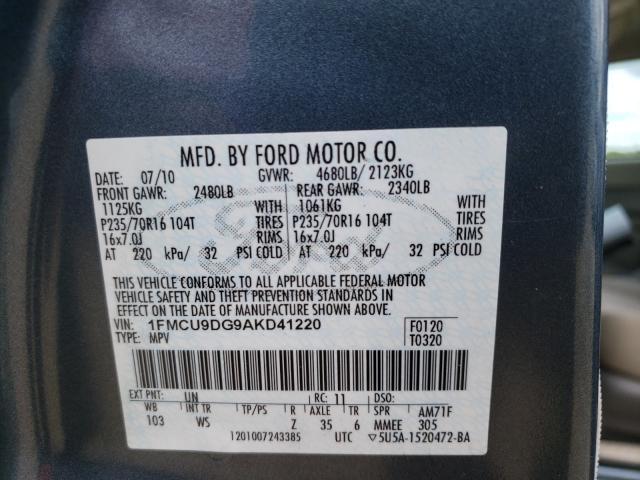 MFD. BY FORD MOTOR CO.
DATE: 07/10 GVWR: 4680LB/ 2123KG
FRONT GAWR: 2480LB REAR GAWR: 2340LB
1125KG WITH 1061KG WITH
P235/70R16 104T TIRES P235/70R16 104T TIRES
16x7.0J RIMS 16x7.0J RIMS
AT 220 kPa/ 32 PSI COLD AT 220 kPa/ 32 PSI COLD
THIS VEHICLE CONFORMS TO ALL APPLICABLE FEDERAL MOTOR
VEHICLE SAFETY AND THEFT PREVENTION STANDARDS IN
EFFECT ON THE DATE OF MANUFACTURE SHOWN ABOVE.
VIN: 1FMCU9DG9AKD41220 F0120
TYPE: MPV T0320
EXT PNT: UN RC: 11 DSO:
WB INT TR TP/PS R AXLE TR SPR AM71F
103 WS Z 35 6 MMEE 305
1201007243385 UTC ▽5U5A-1520472-BA
Ford